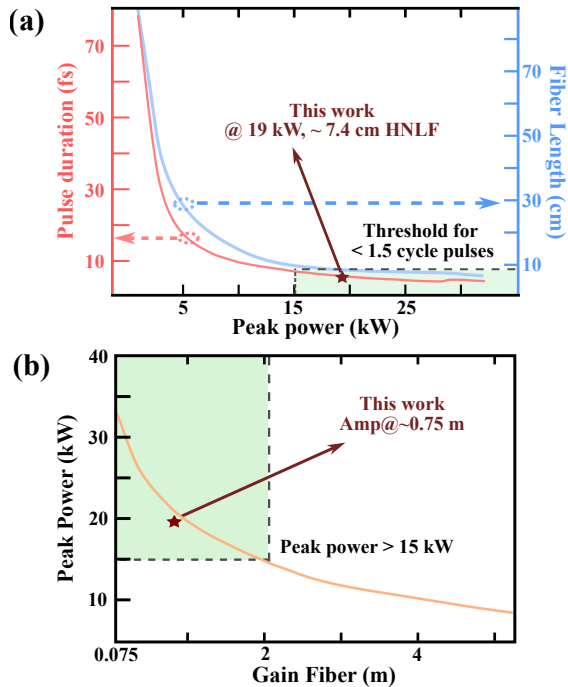 (a)
70
50
30
10
Pulse duration (fs)
70
50
30
10
Fiber Length (cm)
This work
@ 19 kW, ~ 7.4 cm HNLF
Threshold for
< 1.5 cycle pulses
5
15
25
Peak power (kW)
(b)
40
30
20
10
Peak Power (kW)
This work
Amp@~0.75 m
Peak power > 15 kW
0.075
2
4
Gain Fiber (m)